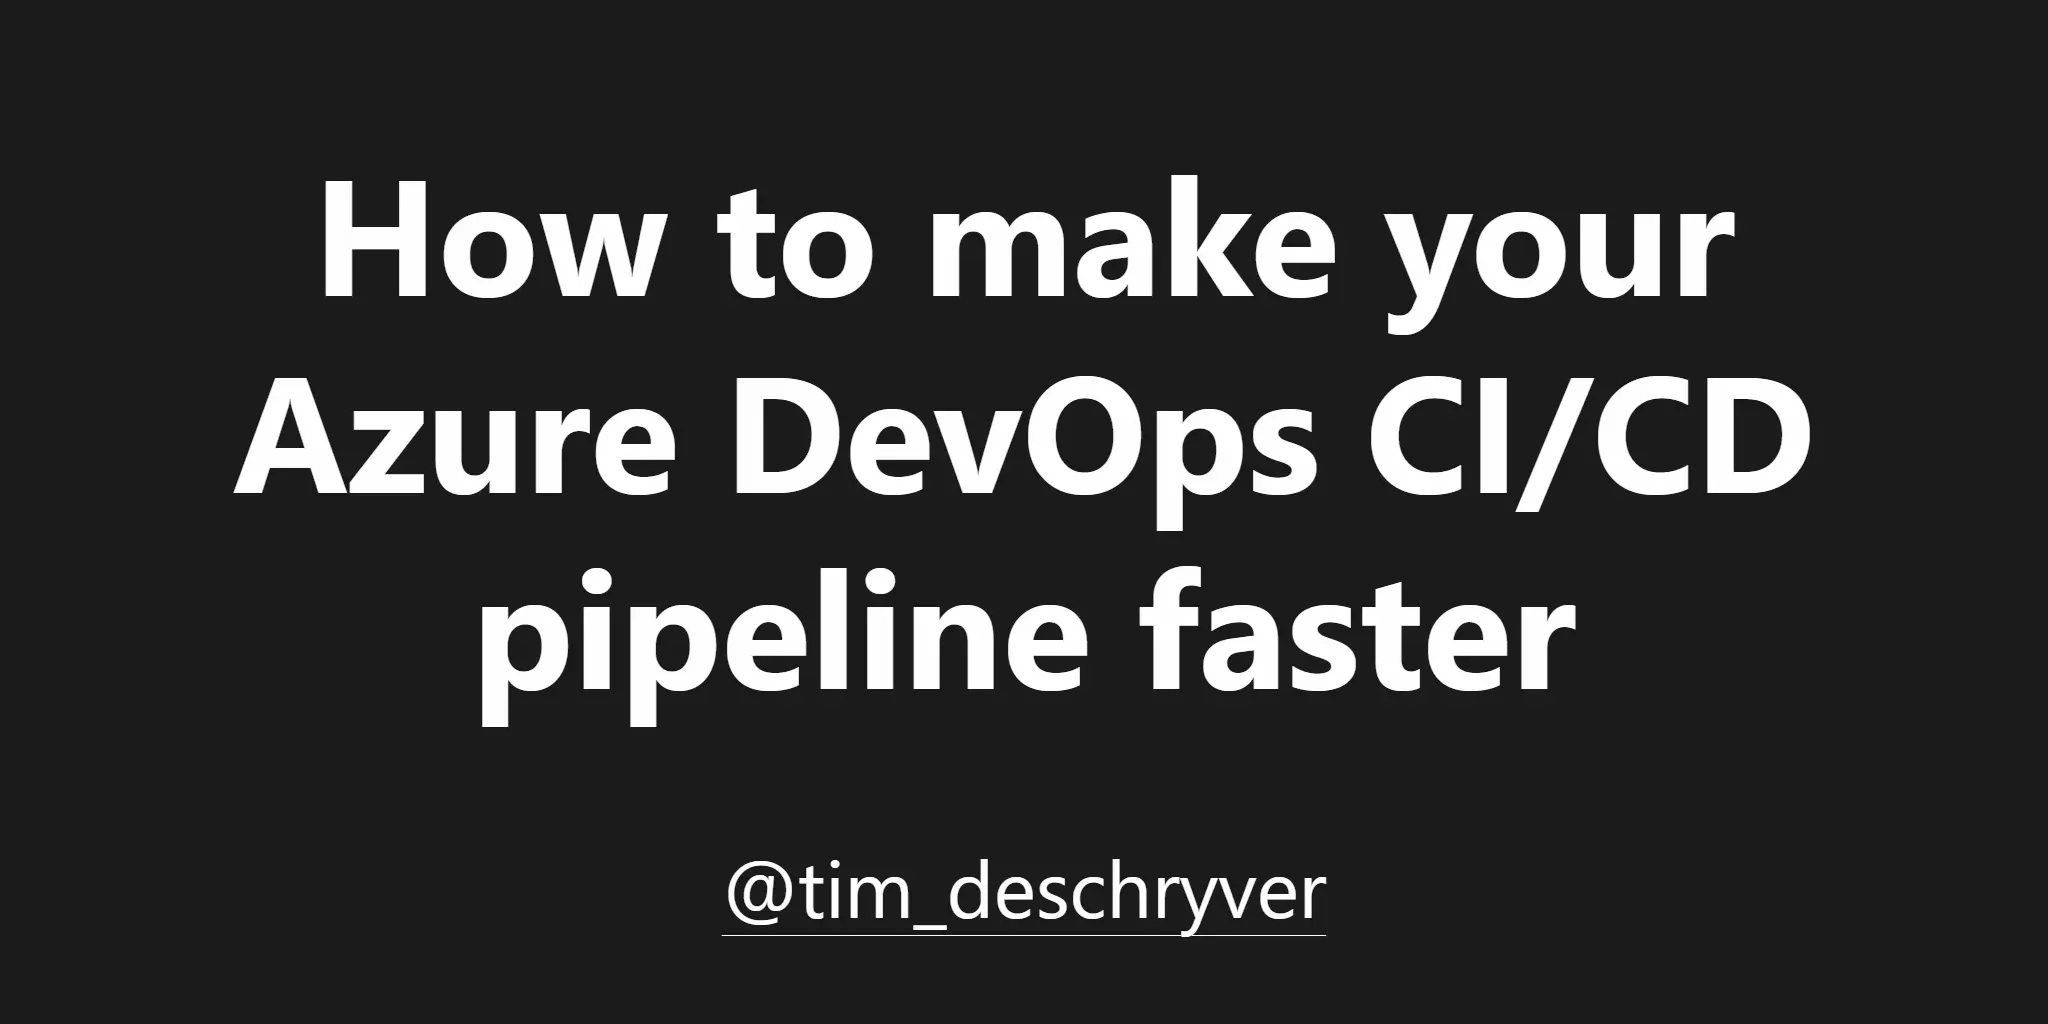 How to make your
Azure DevOps CI/CD
pipeline faster
@tim_deschryver